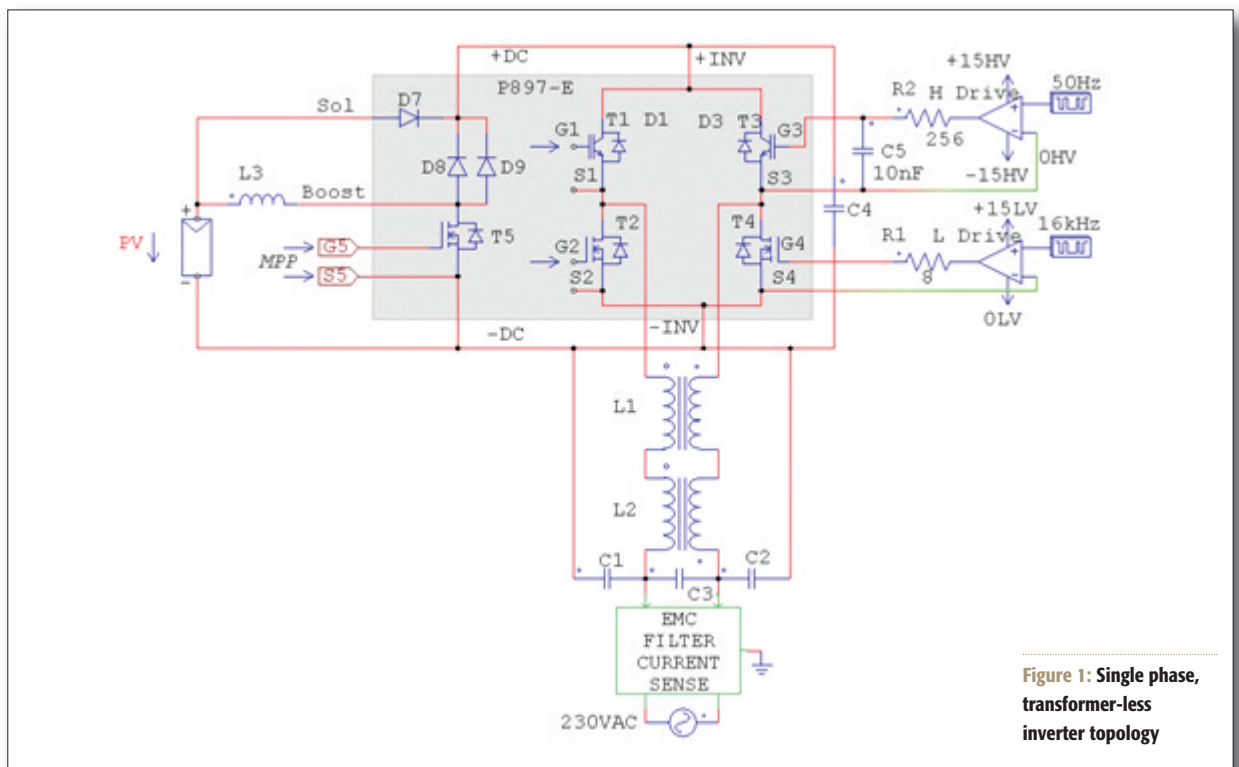 +DC
+INV
P897-E
Sol
D7
D8
D9
L3
Boost
PV
+
-
MPP
G5
S5
T5
G1
T1
D1
S1
T2
G2
S2
D3
T3
G3
S3
T4
G4
S4
-INV
-DC
C4
C5
10nF
R2
256
H Drive
+15HV
-15HV
50Hz
0HV
+15LV
16kHz
R1
8
L Drive
0LV
L1
L2
C1
C2
C3
EMC
FILTER
CURRENT
SENSE
230VAC
Figure 1: Single phase,
transformer-less
inverter topology